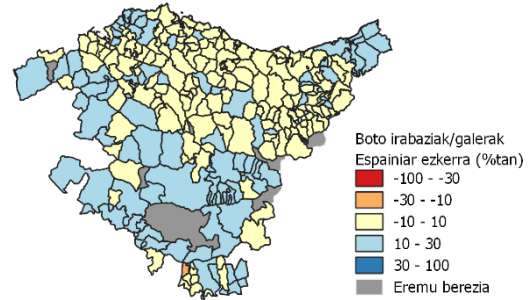 Boto irabaziak/galerak
Espainiar ezkerra (%tan)
-100 - -30
-30 - -10
-10 - 10
10 - 30
30 - 100
Eremu berezia